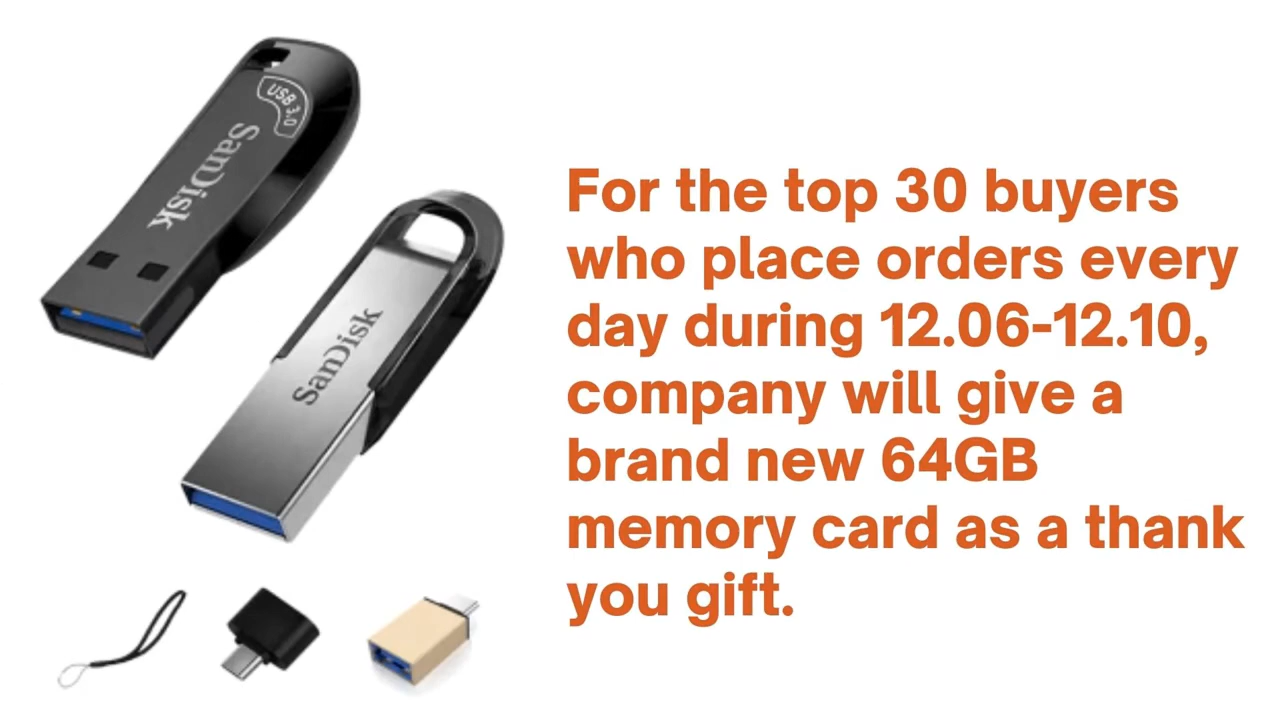 USB 3.0
SanDisk
SanDisk
For the top 30 buyers
who place orders every
day during 12.06-12.10,
company will give a
brand new 64GB
memory card as a thank
you gift.